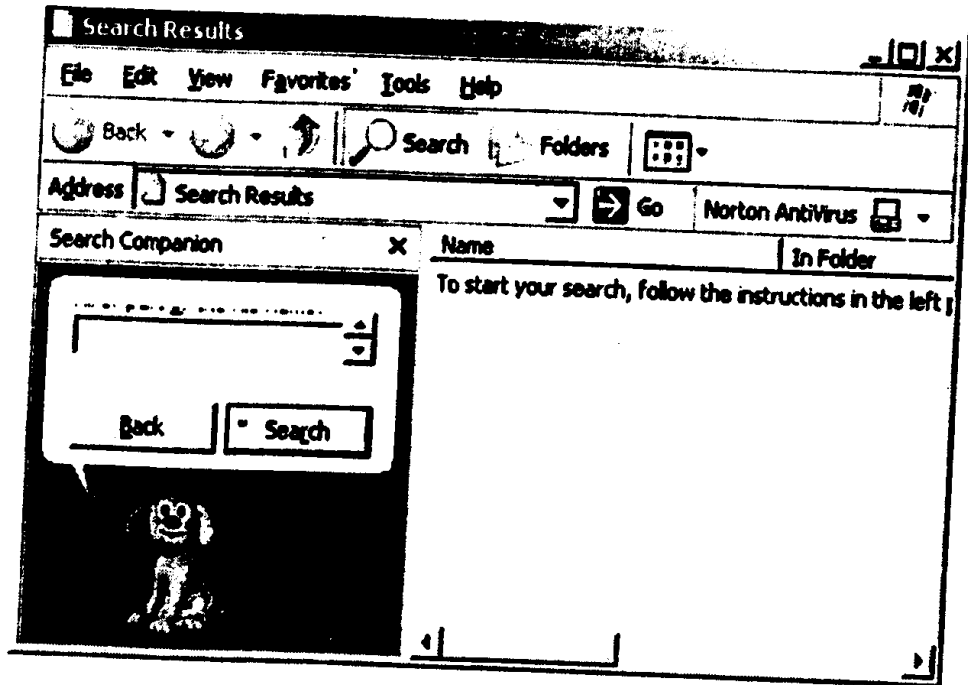 Search Results
File Edit View Favorites Tools Help
Back Search Folders
Address Search Results Go Norton AntiVirus
Search Companion
Name In Folder
To start your search, follow the instructions in the left
Back Search